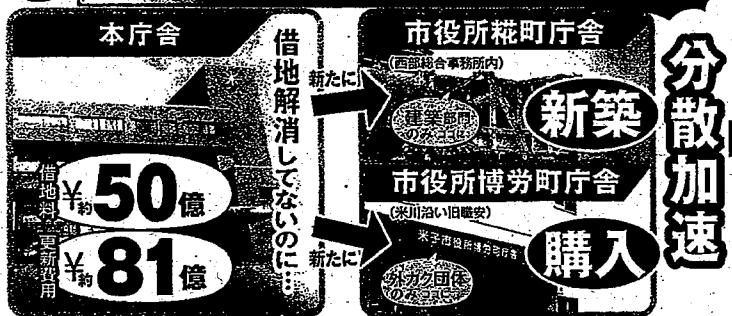 本庁舎
借地料
¥約50億
更新費用
¥約81億
借地解消してないのに…
新たに
市役所糀町庁舎
(西部総合事務所内)
建築部門
のみココに
新築
新たに
市役所博労町庁舎
(米川沿い旧職安)
米子市役所博労町庁舎
外カク団体
のみココに
購入
分散加速